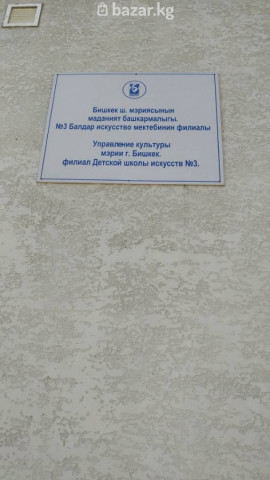 bazar.kg
Бишкек ш. мэриясынын
маданият башкармалыгы.
№3 Балдар искусство мектебинин филиалы
Управление культуры
мэрии г. Бишкек.
филиал Детской школы искусств №3.